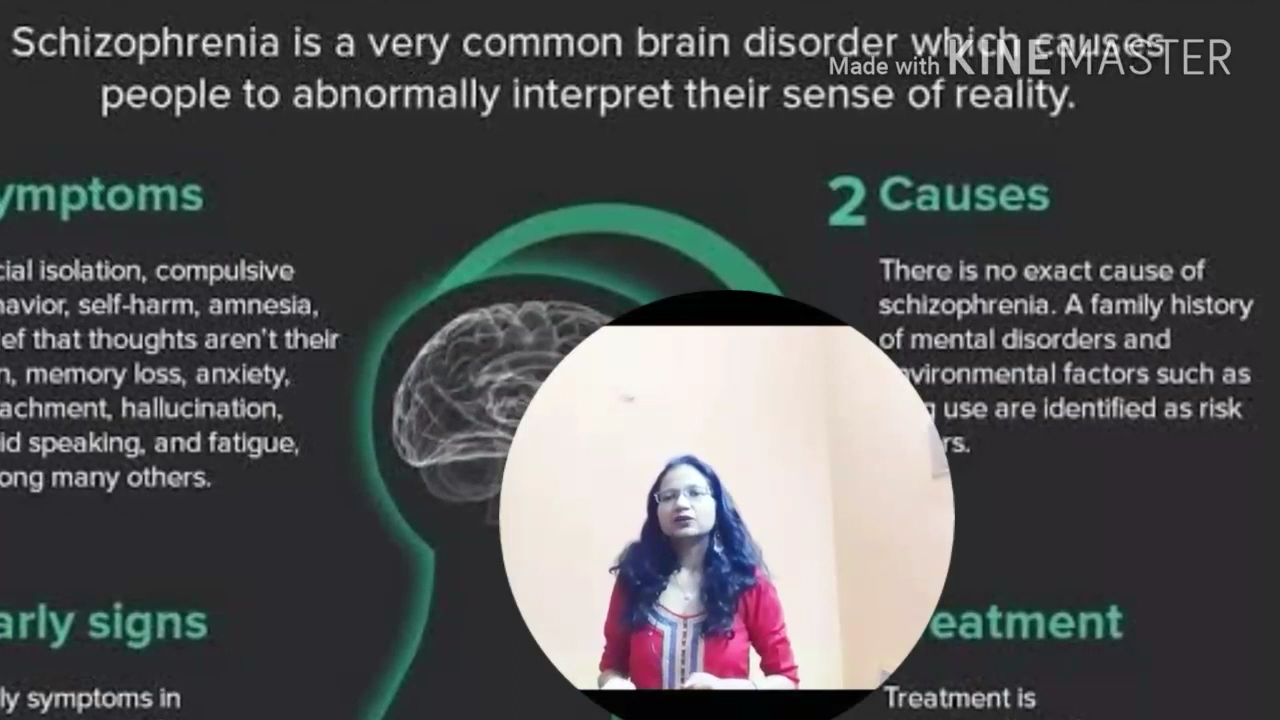 Schizophrenia is a very common brain disorder which causes
people to abnormally interpret their sense of reality.
Made with KINEMASTER
ymptoms
cial isolation, compulsive
havior, self-harm, amnesia,
ef that thoughts aren't their
n, memory loss, anxiety,
achment, hallucination,
id speaking, and fatigue,
ong many others.
2 Causes
There is no exact cause of
schizophrenia. A family history
of mental disorders and
nvironmental factors such as
use are identified as risk
rs.
arly signs
ly symptoms in
eatment
Treatment is